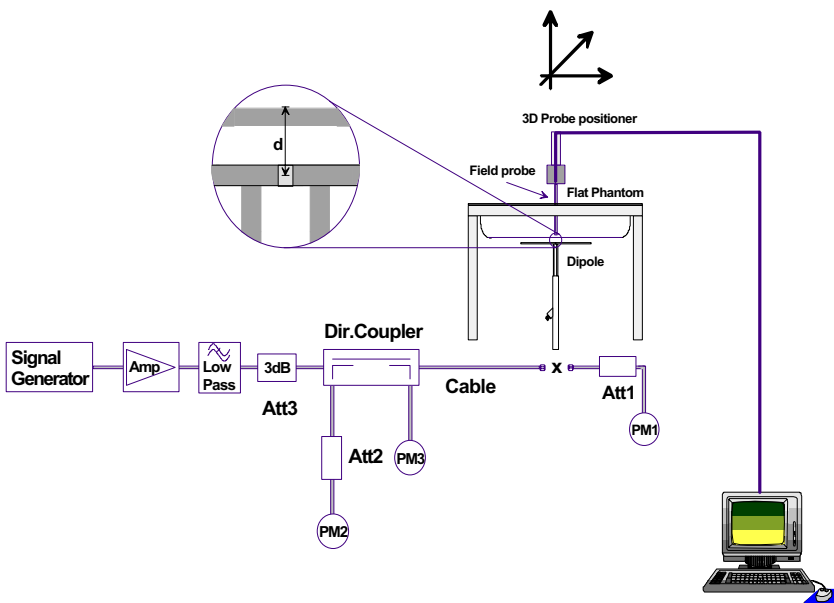 3D Probe positioner
d
Field probe
Flat Phantom
Dipole
Dir.Coupler
Signal
Generator
Amp
Low
Pass
3dB
Cable
x
Att1
Att3
PM1
Att2
PM3
PM2